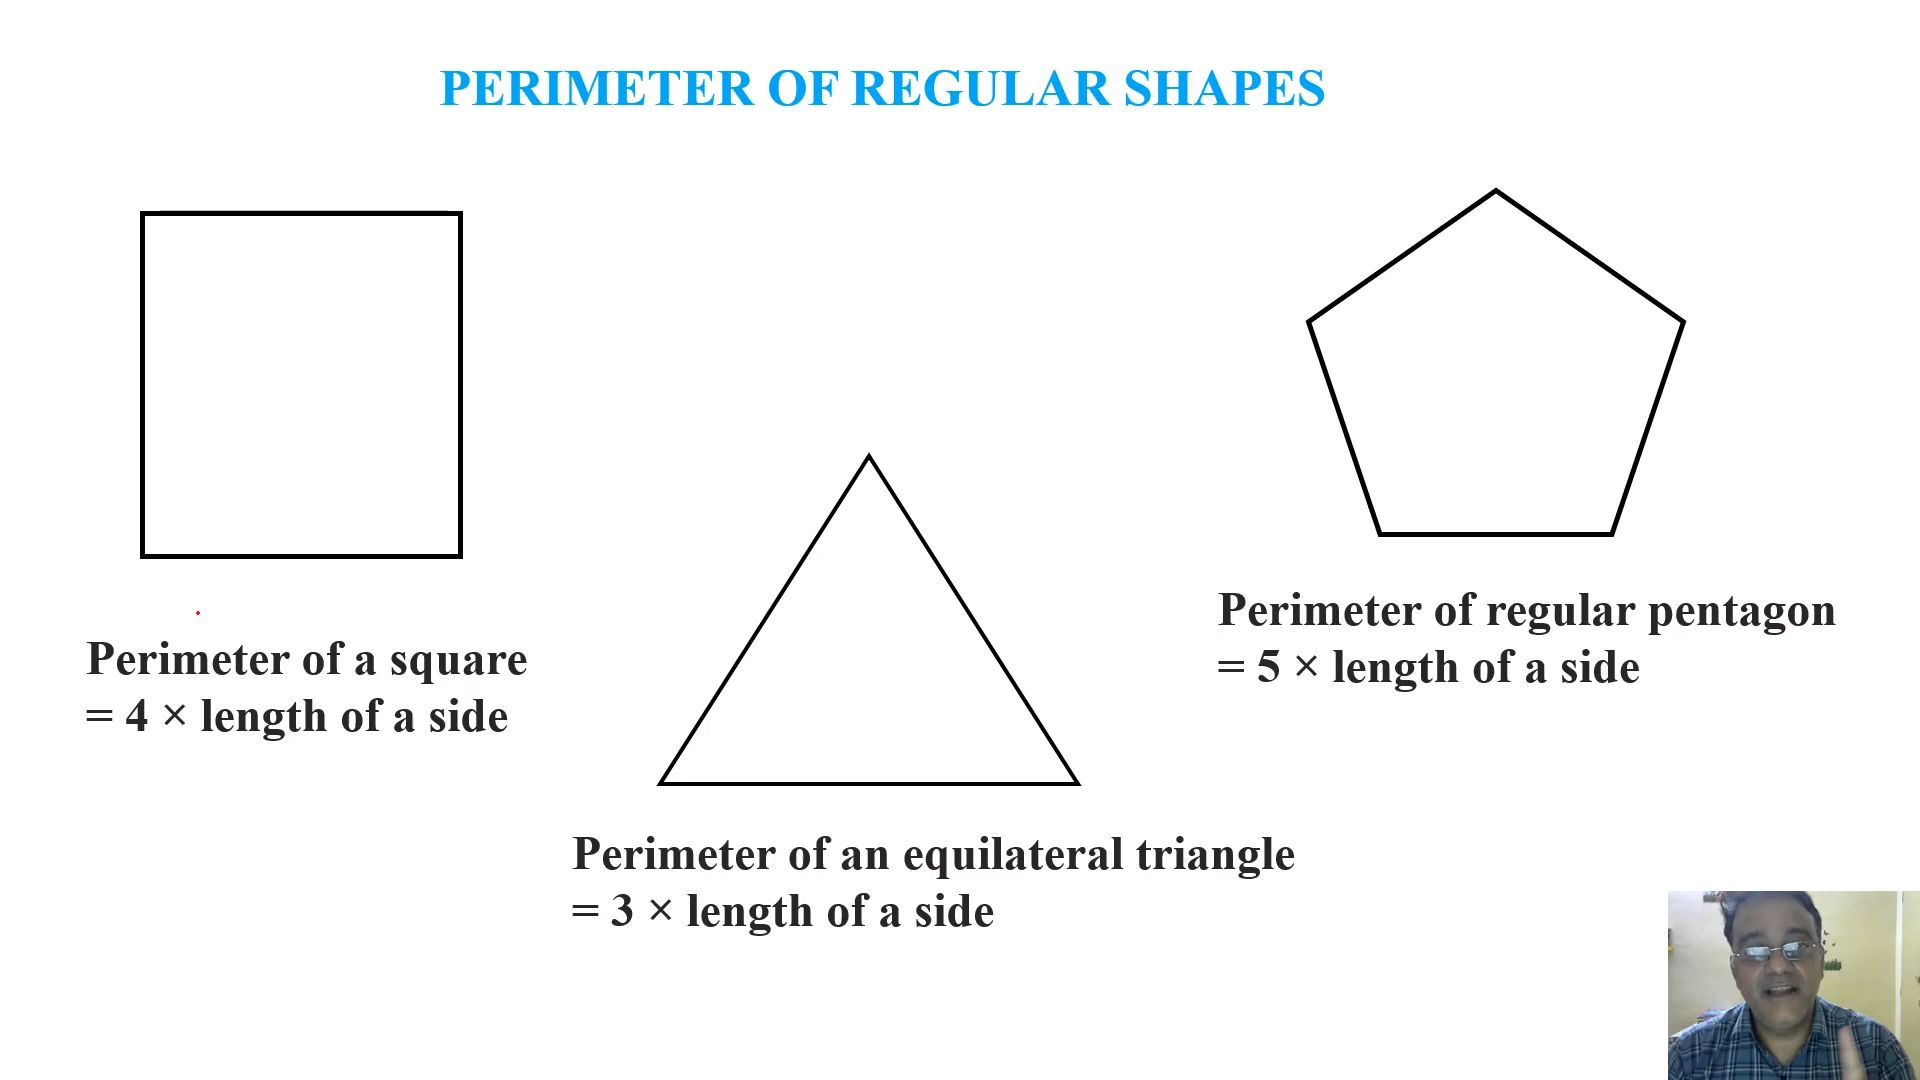 PERIMETER OF REGULAR SHAPES
Perimeter of a square
= 4 × length of a side
Perimeter of an equilateral triangle
= 3 × length of a side
Perimeter of regular pentagon
= 5 × length of a side